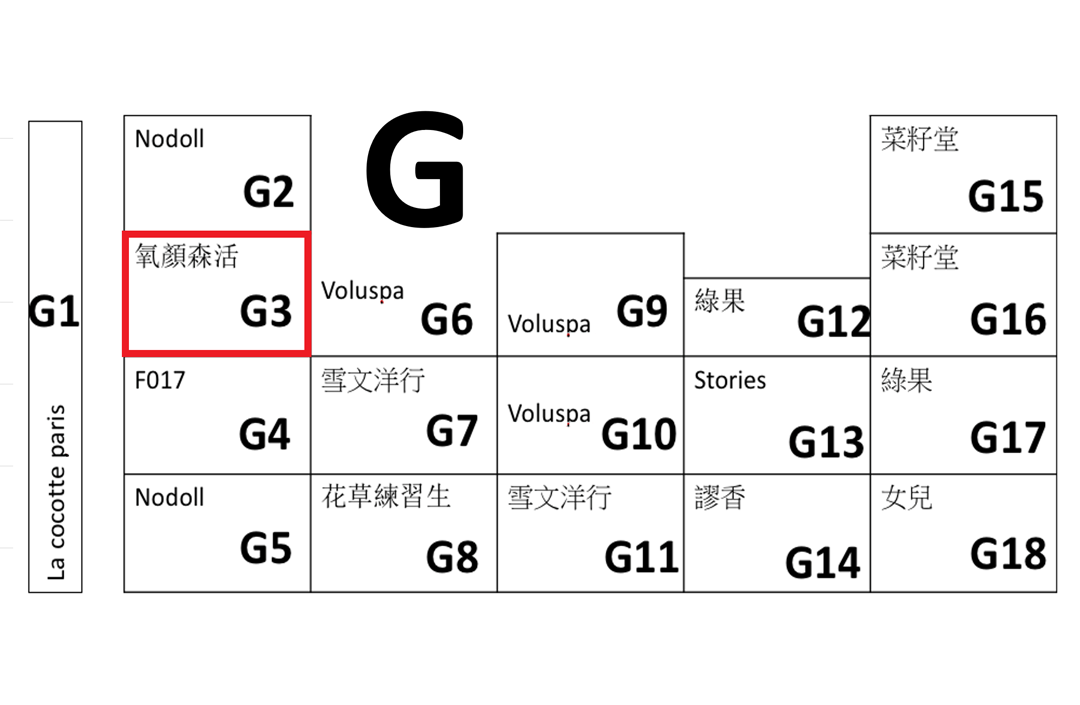 G
G1
La cocotte paris
Nodoll
G2
氧顏森活
G3
F017
G4
Nodoll
G5
Voluspa
G6
雪文洋行
G7
花草練習生
G8
Voluspa
G9
Voluspa
G10
雪文洋行
G11
綠果
G12
Stories
G13
謬香
G14
菜籽堂
G15
菜籽堂
G16
綠果
G17
女兒
G18